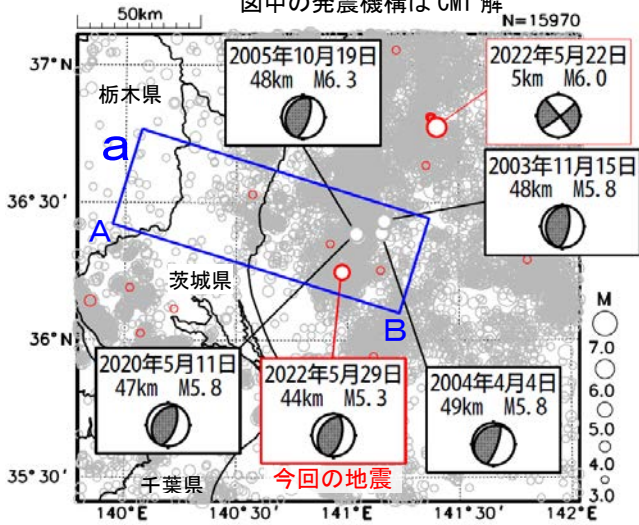 図中の発震機構は CMT 解
50km
N=15970
37°N
栃木県
2005年10月19日
48km M6.3
2022年5月22日
5km M6.0
a
2003年11月15日
48km M5.8
36°30′
A
茨城県
36°N
B
M
7.0
6.0
5.0
4.0
3.0
2020年5月11日
47km M5.8
2022年5月29日
44km M5.3
2004年4月4日
49km M5.8
今回の地震
35°30′
千葉県
140°E
140°30′
141°E
141°30′
142°E